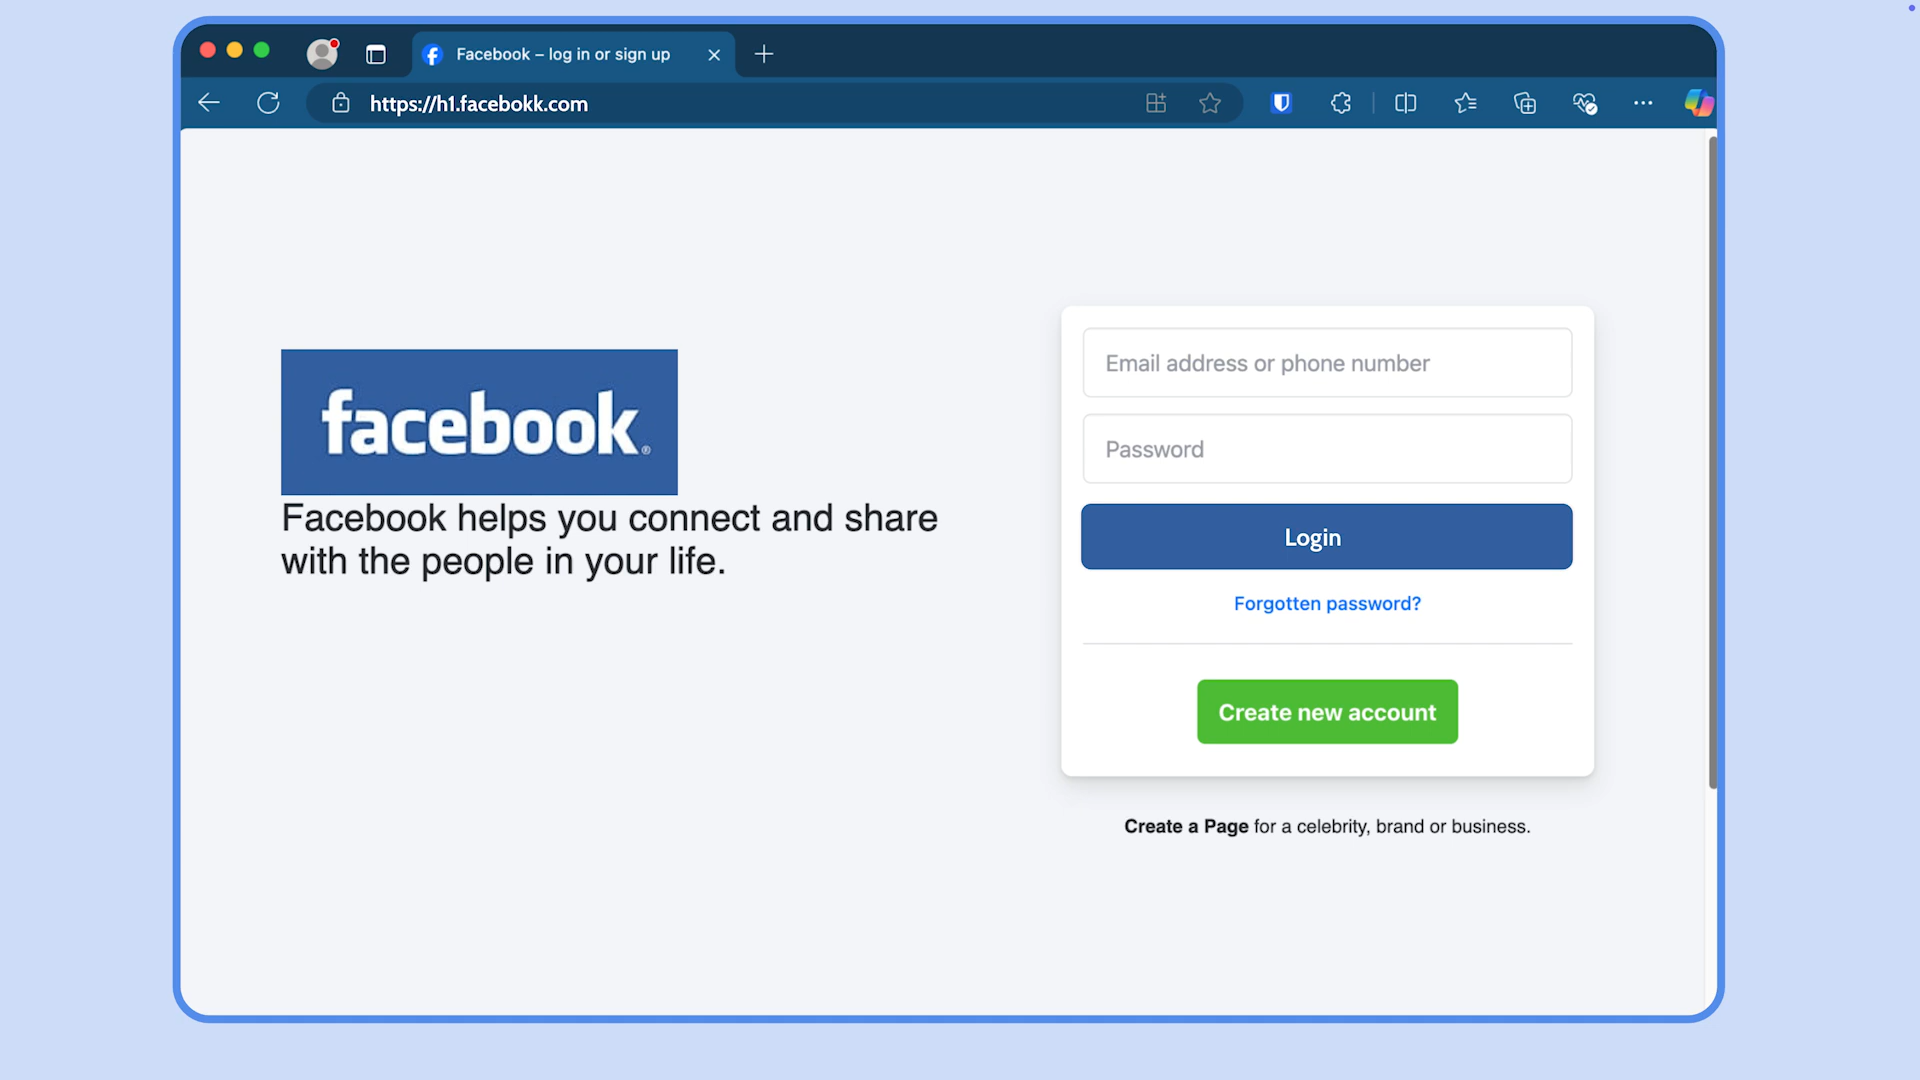 Facebook – log in or sign up
https://h1.facebokk.com
facebook®
Facebook helps you connect and share
with the people in your life.
Email address or phone number
Password
Login
Forgotten password?
Create new account
Create a Page for a celebrity, brand or business.